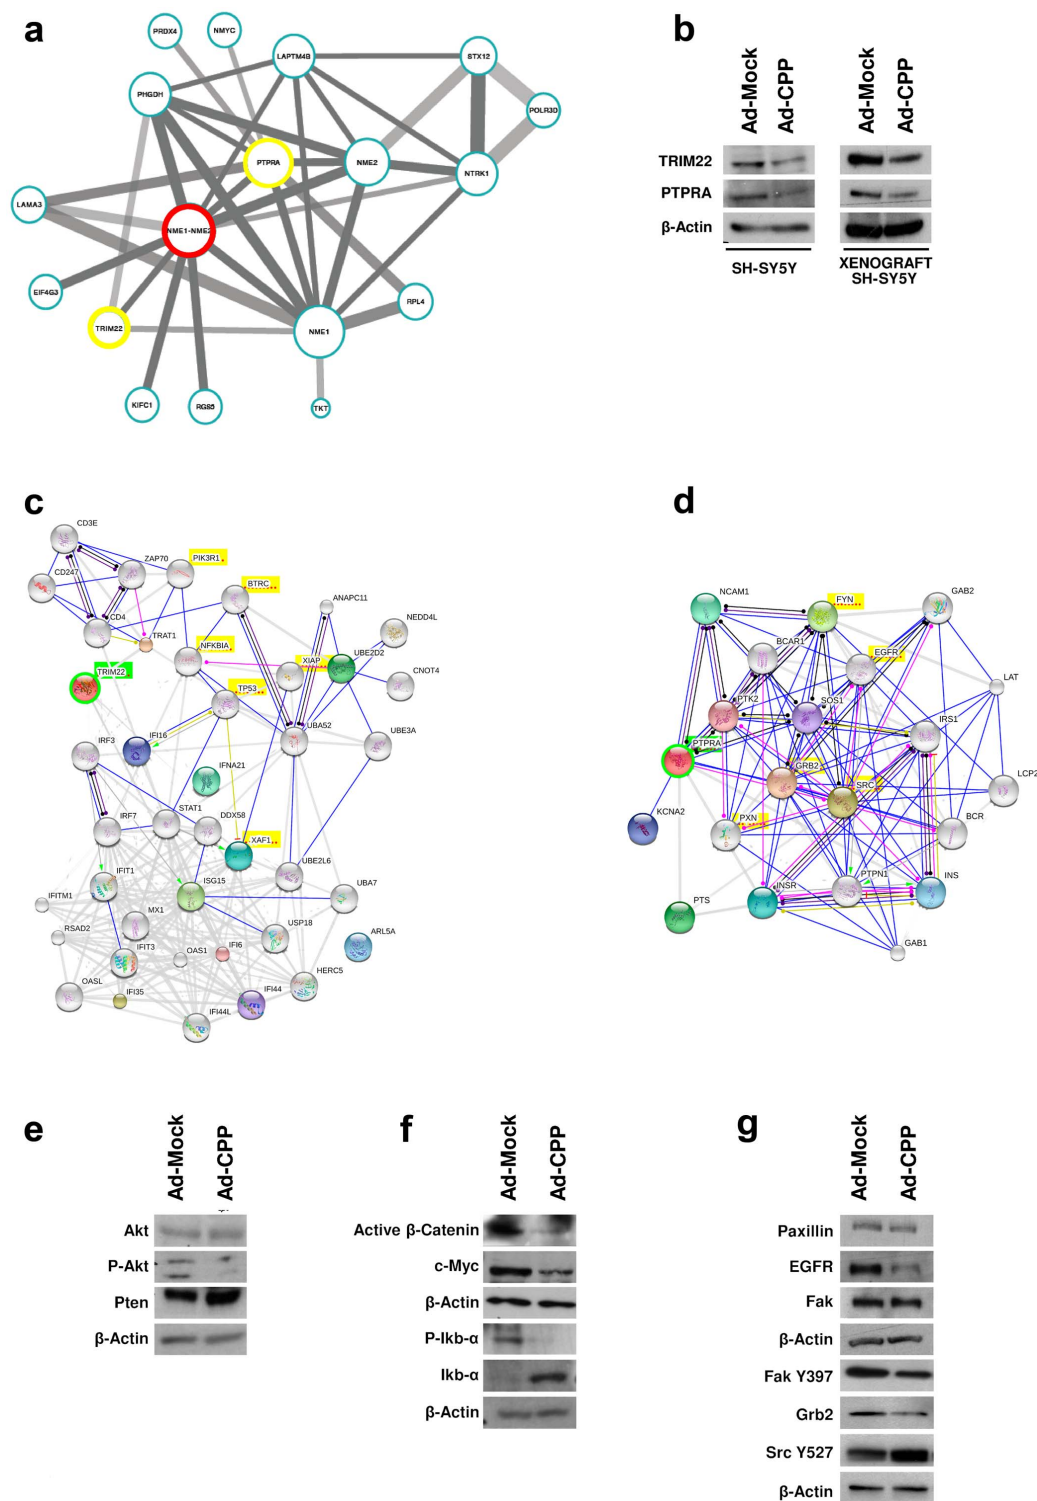 a
PRDX4
NMYC
LAPTM4B
STX12
PHGDH
POLR3D
PTPRA
NME2
NTRK1
LAMA3
NME1-NME2
EIF4G3
RPL4
TRIM22
NME1
KIFC1
RGS5
TKT
b
Ad-Mock
Ad-CPP
Ad-Mock
Ad-CPP
TRIM22
PTPRA
β-Actin
SH-SY5Y
XENOGRAFT
SH-SY5Y
c
CD3E
ZAP70
PIK3R1
CD247
BTRC
ANAPC11
NEDD4L
CD4
TRAT1
NFKBIA
XIAP
UBE2D2
CNOT4
TRIM22
TP53
UBA52
UBE3A
IRF3
IFI16
IFNA21
STAT1
DDX58
IRF7
XAF1
IFIT1
ISG15
UBE2L6
UBA7
IFITM1
MX1
USP18
RSAD2
ARL5A
IFIT3
OAS1
IFI6
HERC5
OASL
IFI35
IFI44
IFI44L
d
NCAM1
FYN
GAB2
BCAR1
EGFR
LAT
PTK2
SOS1
IRS1
PTPRA
GRB2
SRC
LCP2
KCNA2
PXN
BCR
PTPN1
INS
INSR
PTS
GAB1
e
Ad-Mock
Ad-CPP
Akt
P-Akt
Pten
β-Actin
f
Ad-Mock
Ad-CPP
Active β-Catenin
c-Myc
β-Actin
P-Ikb-α
Ikb-α
β-Actin
g
Ad-Mock
Ad-CPP
Paxillin
EGFR
Fak
β-Actin
Fak Y397
Grb2
Src Y527
β-Actin